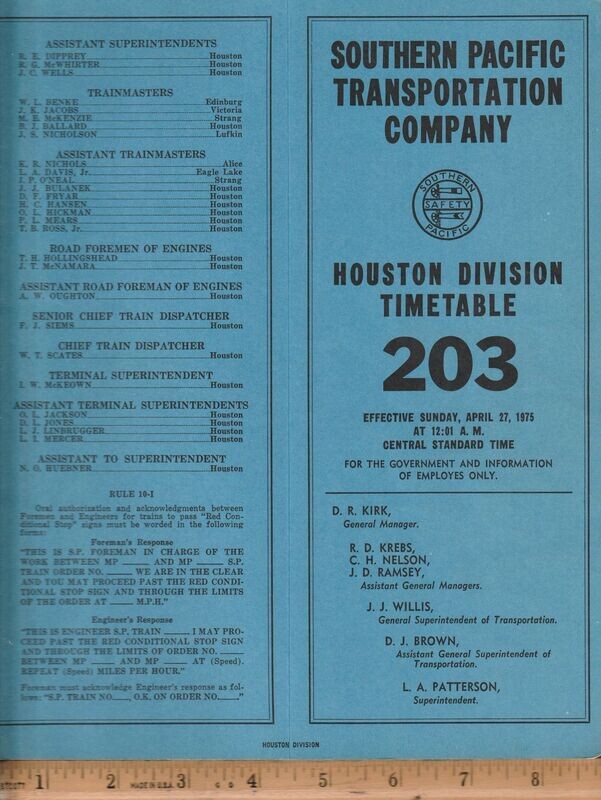 ASSISTANT SUPERINTENDENTS
R. E. DIPPREY Houston
R. G. McWHIRTER Houston
J. C. WELLS Houston
TRAINMASTERS
W. L. BENKE Edinburg
J. K. JACOBS Victoria
M. E. McKENZIE Strang
B. J. BALLARD Houston
J. S. NICHOLSON Lufkin
ASSISTANT TRAINMASTERS
K. R. NICHOLS Alice
L. A. DAVIS, Jr. Eagle Lake
J. P. O'NEAL Strang
J. J. BULANEK Houston
D. F. FRYAR Houston
H. C. HANSEN Houston
O. L. HICKMAN Houston
P. L. MEARS Houston
T. B. ROSS, Jr. Houston
ROAD FOREMEN OF ENGINES
T. H. HOLLINGSHEAD Houston
J. T. McNAMARA Houston
ASSISTANT ROAD FOREMAN OF ENGINES
A. W. OUGHTON Houston
SENIOR CHIEF TRAIN DISPATCHER
F. J. SIEMS Houston
CHIEF TRAIN DISPATCHER
W. T. SCATES Houston
TERMINAL SUPERINTENDENT
I. W. McKEOWN Houston
ASSISTANT TERMINAL SUPERINTENDENTS
O. L. JACKSON Houston
D. L. JONES Houston
L. J. LINBRUGGER Houston
L. I. MERCER Houston
ASSISTANT TO SUPERINTENDENT
N. O. HUEBNER Houston
RULE 10-I
Oral authorization and acknowledgments between
Foremen and Engineers for trains to pass "Red Con-
ditional Stop" signs must be worded in the following
forms:
Foreman's Response
"THIS IS S.P. FOREMAN IN CHARGE OF THE
WORK BETWEEN MP ____ AND MP ____ S.P.
TRAIN ORDER NO. ____ WE ARE IN THE CLEAR
AND YOU MAY PROCEED PAST THE RED CONDI-
TIONAL STOP SIGN AND THROUGH THE LIMITS
OF THE ORDER AT ____ M.P.H."
Engineer's Response
"THIS IS ENGINEER S.P. TRAIN ____ I MAY PRO-
CEED PAST THE RED CONDITIONAL STOP SIGN
AND THROUGH THE LIMITS OF ORDER NO. ____
BETWEEN MP ____ AND MP ____ AT (Speed).
REPEAT (Speed) MILES PER HOUR."
Foreman must acknowledge Engineer's response as fol-
lows: "S.P. TRAIN NO.____, O.K. ON ORDER NO.____."
SOUTHERN PACIFIC
TRANSPORTATION
COMPANY
SOUTHERN
SAFETY
PACIFIC
HOUSTON DIVISION
TIMETABLE
203
EFFECTIVE SUNDAY, APRIL 27, 1975
AT 12:01 A. M.
CENTRAL STANDARD TIME
FOR THE GOVERNMENT AND INFORMATION
OF EMPLOYES ONLY.
D. R. KIRK,
General Manager.
R. D. KREBS,
C. H. NELSON,
J. D. RAMSEY,
Assistant General Managers.
J. J. WILLIS,
General Superintendent of Transportation.
D. J. BROWN,
Assistant General Superintendent of
Transportation.
L. A. PATTERSON,
Superintendent.
HOUSTON DIVISION
1 2 MADE IN U.S.A. 3 4 5 6 7 8